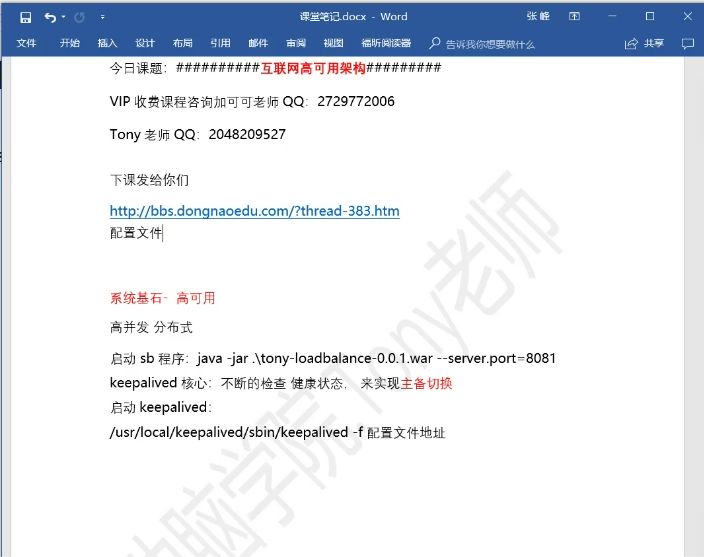 课堂笔记.docx - Word
张 峰
文件 开始 插入 设计 布局 引用 邮件 审阅 视图 福昕阅读器 告诉我你想要做什么 共享
今日课题：##########互联网高可用架构#########
VIP 收费课程咨询加可可老师 QQ：2729772006
Tony 老师 QQ：2048209527
下课发给你们
http://bbs.dongnaoedu.com/?thread-383.htm
配置文件
系统基石- 高可用
高并发 分布式
启动 sb 程序：java -jar .\tony-loadbalance-0.0.1.war --server.port=8081
keepalived 核心：不断的检查 健康状态， 来实现主备切换
启动 keepalived：
/usr/local/keepalived/sbin/keepalived -f 配置文件地址
脑学院Tony老师